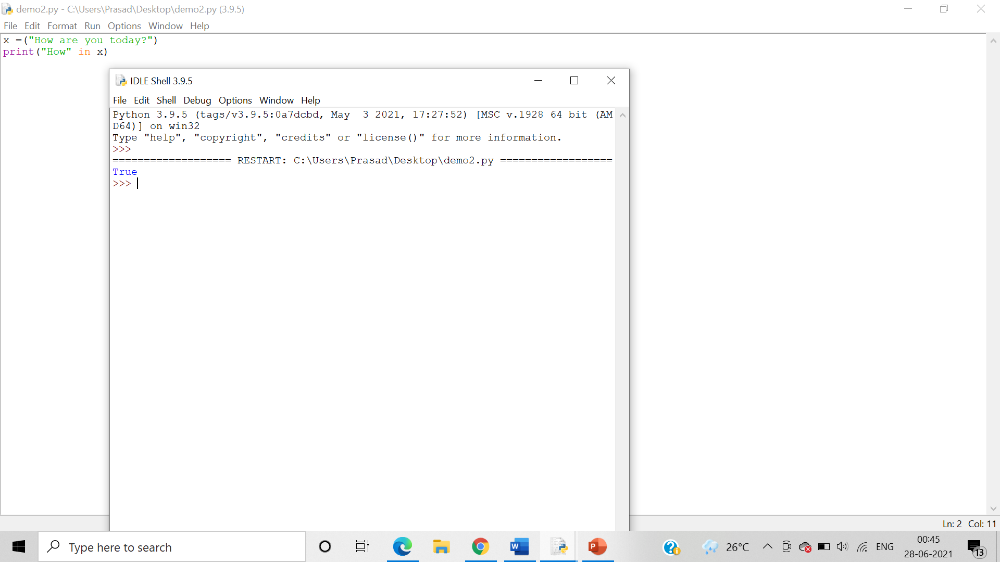 demo2.py - C:\Users\Prasad\Desktop\demo2.py (3.9.5)
File Edit Format Run Options Window Help
x =("How are you today?")
print("How" in x)
IDLE Shell 3.9.5
File Edit Shell Debug Options Window Help
Python 3.9.5 (tags/v3.9.5:0a7dcbd, May  3 2021, 17:27:52) [MSC v.1928 64 bit (AM
D64)] on win32
Type "help", "copyright", "credits" or "license()" for more information.
>>>
=================== RESTART: C:\Users\Prasad\Desktop\demo2.py ==================
True
>>>
Ln: 2 Col: 11
Type here to search
26°C
ENG
00:45
28-06-2021
13